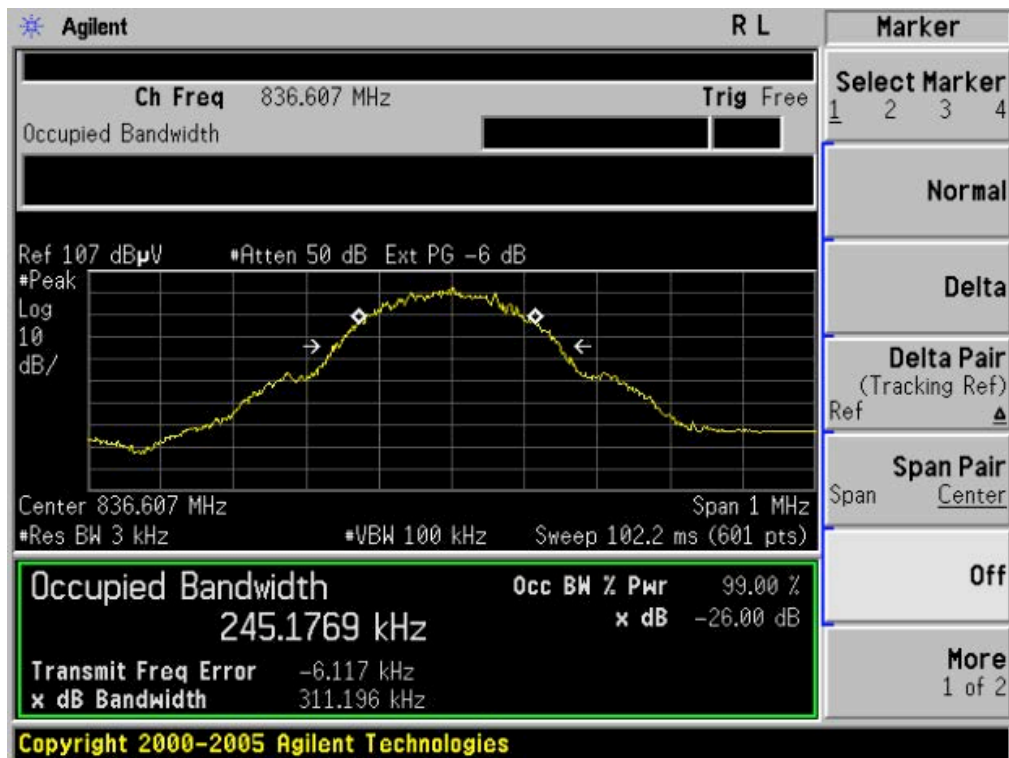 Agilent R L
Marker
Ch Freq 836.607 MHz Trig Free
Occupied Bandwidth
Select Marker
1 2 3 4
Normal
Delta
Delta Pair
(Tracking Ref)
Ref Δ
Span Pair
Span Center
Off
More
1 of 2
Ref 107 dBµV #Atten 50 dB Ext PG -6 dB
#Peak
Log
10
dB/
Center 836.607 MHz Span 1 MHz
#Res BW 3 kHz #VBW 100 kHz Sweep 102.2 ms (601 pts)
Occupied Bandwidth Occ BW % Pwr 99.00 %
245.1769 kHz x dB -26.00 dB
Transmit Freq Error -6.117 kHz
x dB Bandwidth 311.196 kHz
Copyright 2000-2005 Agilent Technologies